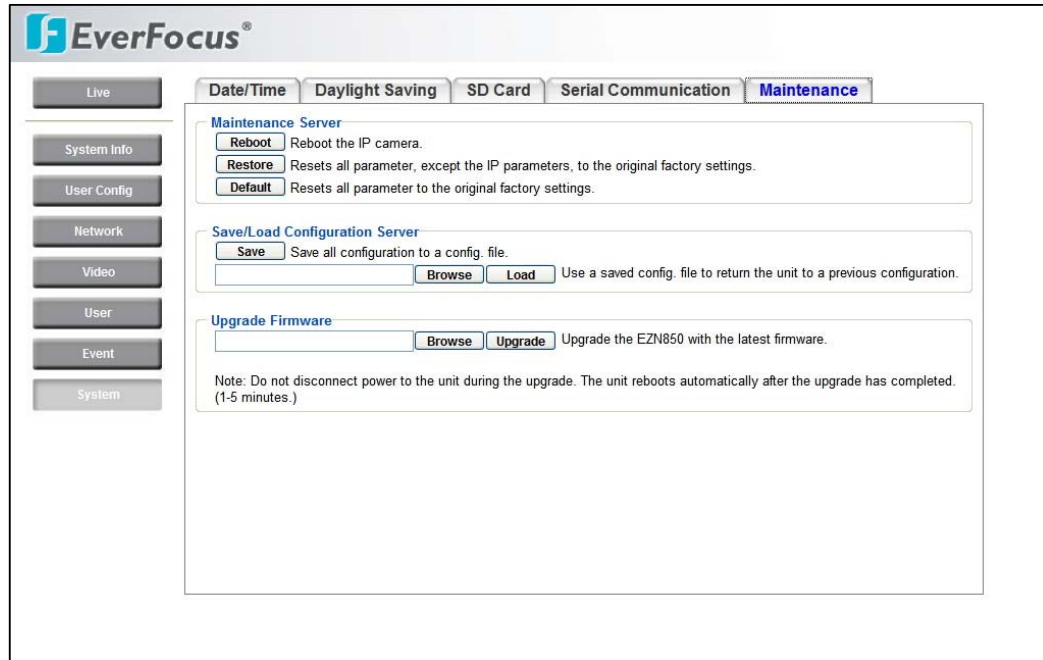 EverFocus®
Live
System Info
User Config
Network
Video
User
Event
System
Date/Time Daylight Saving SD Card Serial Communication Maintenance
Maintenance Server
Reboot Reboot the IP camera.
Restore Resets all parameter, except the IP parameters, to the original factory settings.
Default Resets all parameter to the original factory settings.
Save/Load Configuration Server
Save Save all configuration to a config. file.
Browse Load Use a saved config. file to return the unit to a previous configuration.
Upgrade Firmware
Browse Upgrade Upgrade the EZN850 with the latest firmware.
Note: Do not disconnect power to the unit during the upgrade. The unit reboots automatically after the upgrade has completed.
(1-5 minutes.)